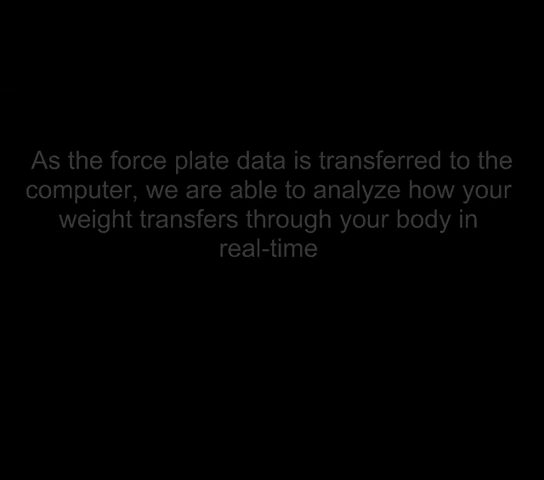 As the force plate data is transferred to the
computer, we are able to analyze how your
weight transfers through your body in
real-time